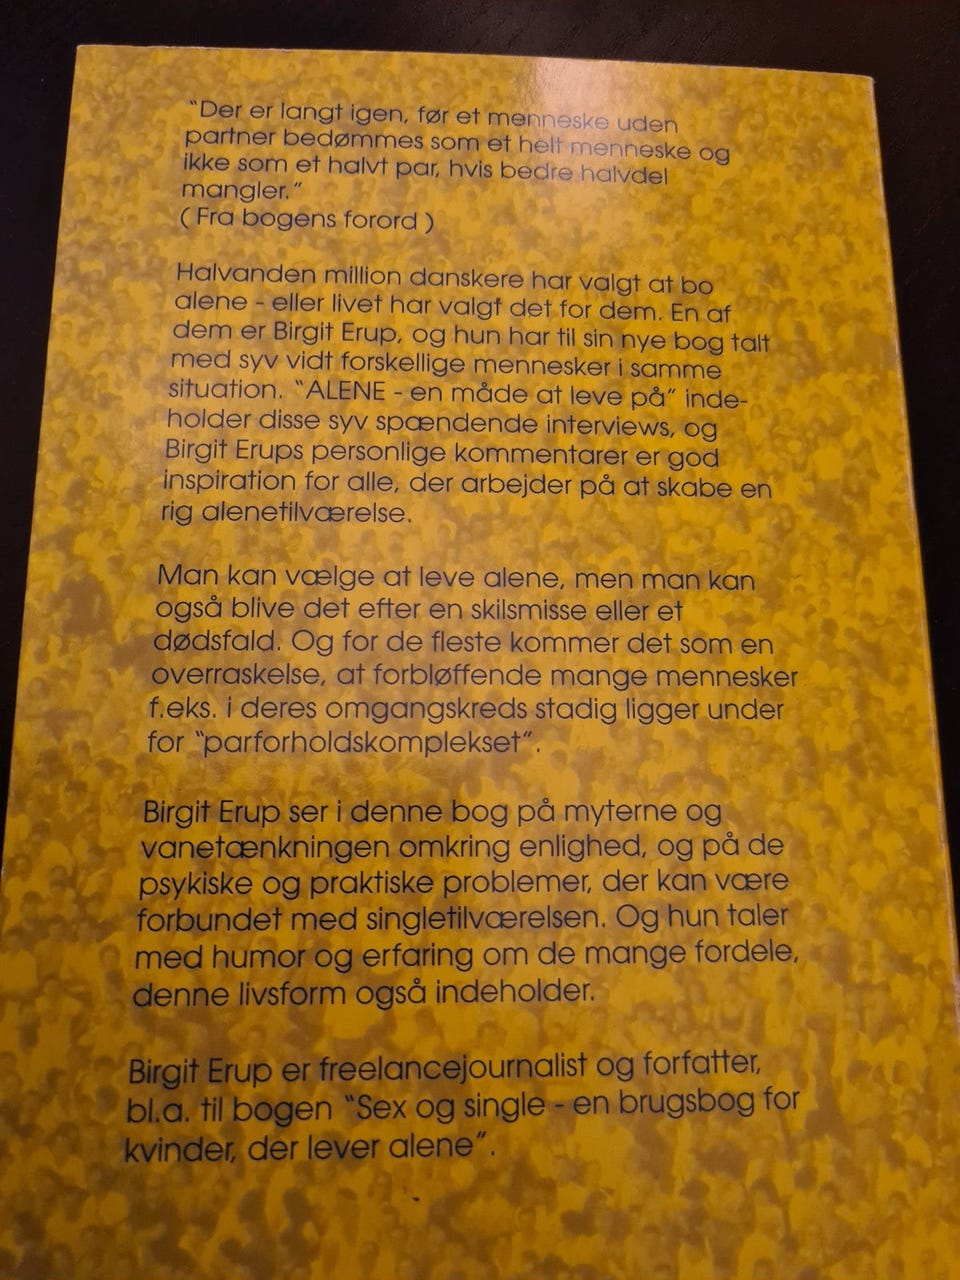 "Der er langt igen, før et menneske uden
partner bedømmes som et helt menneske og
ikke som et halvt par, hvis bedre halvdel
mangler."
( Fra bogens forord )
Halvanden million danskere har valgt at bo
alene - eller livet har valgt det for dem. En af
dem er Birgit Erup, og hun har til sin nye bog talt
med syv vidt forskellige mennesker i samme
situation. "ALENE - en måde at leve på" inde-
holder disse syv spændende interviews, og
Birgit Erups personlige kommentarer er god
inspiration for alle, der arbejder på at skabe en
rig alenetilværelse.
Man kan vælge at leve alene, men man kan
også blive det efter en skilsmisse eller et
dødsfald. Og for de fleste kommer det som en
overraskelse, at forbløffende mange mennesker
f.eks. i deres omgangskreds stadig ligger under
for "parforholdskomplekset".
Birgit Erup ser i denne bog på myterne og
vanetænkningen omkring enlighed, og på de
psykiske og praktiske problemer, der kan være
forbundet med singletilværelsen. Og hun taler
med humor og erfaring om de mange fordele,
denne livsform også indeholder.
Birgit Erup er freelancejournalist og forfatter,
bl.a. til bogen "Sex og single - en brugsbog for
kvinder, der lever alene".